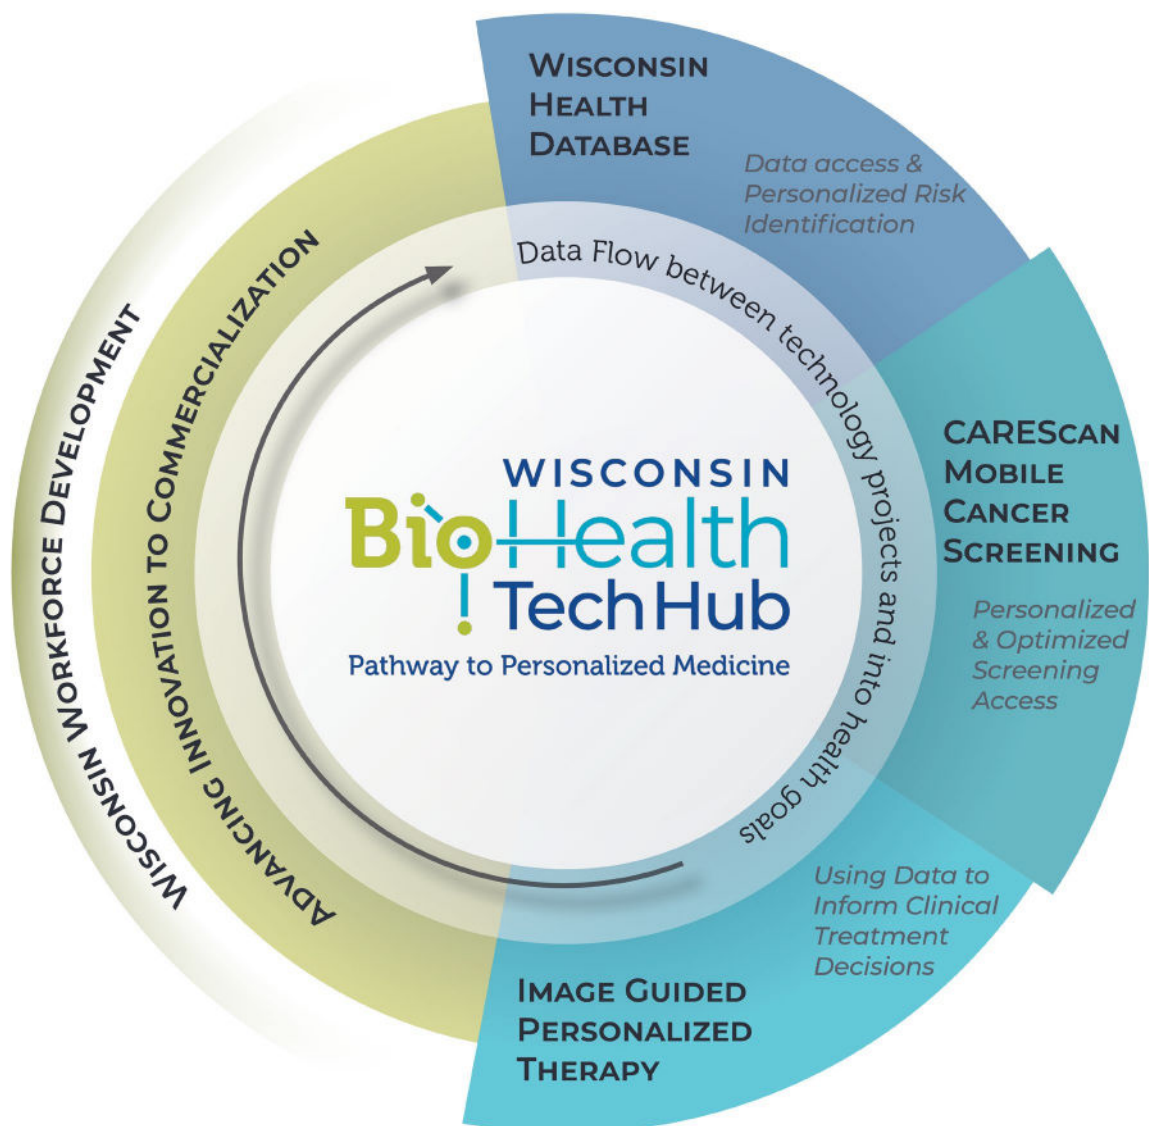 WISCONSIN
HEALTH
DATABASE
Data access &
Personalized Risk
Identification
Data Flow between technology projects and into health goals
CARESCAN
MOBILE
CANCER
SCREENING
Personalized
& Optimized
Screening
Access
Using Data to
Inform Clinical
Treatment
Decisions
IMAGE GUIDED
PERSONALIZED
THERAPY
ADVANCING INNOVATION TO COMMERCIALIZATION
WISCONSIN WORKFORCE DEVELOPMENT
WISCONSIN
BioHealth
TechHub
Pathway to Personalized Medicine